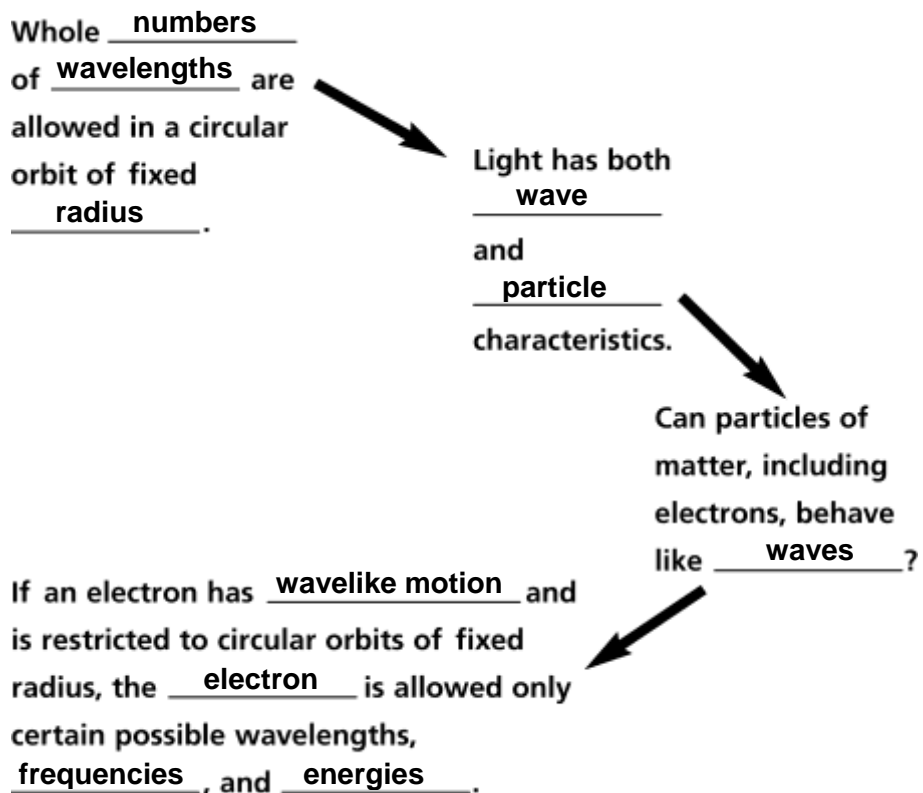 Whole numbers
of wavelengths are
allowed in a circular
orbit of fixed
radius.
Light has both
wave
and
particle
characteristics.
Can particles of
matter, including
electrons, behave
like waves?
If an electron has wavelike motion and
is restricted to circular orbits of fixed
radius, the electron is allowed only
certain possible wavelengths,
frequencies, and energies.